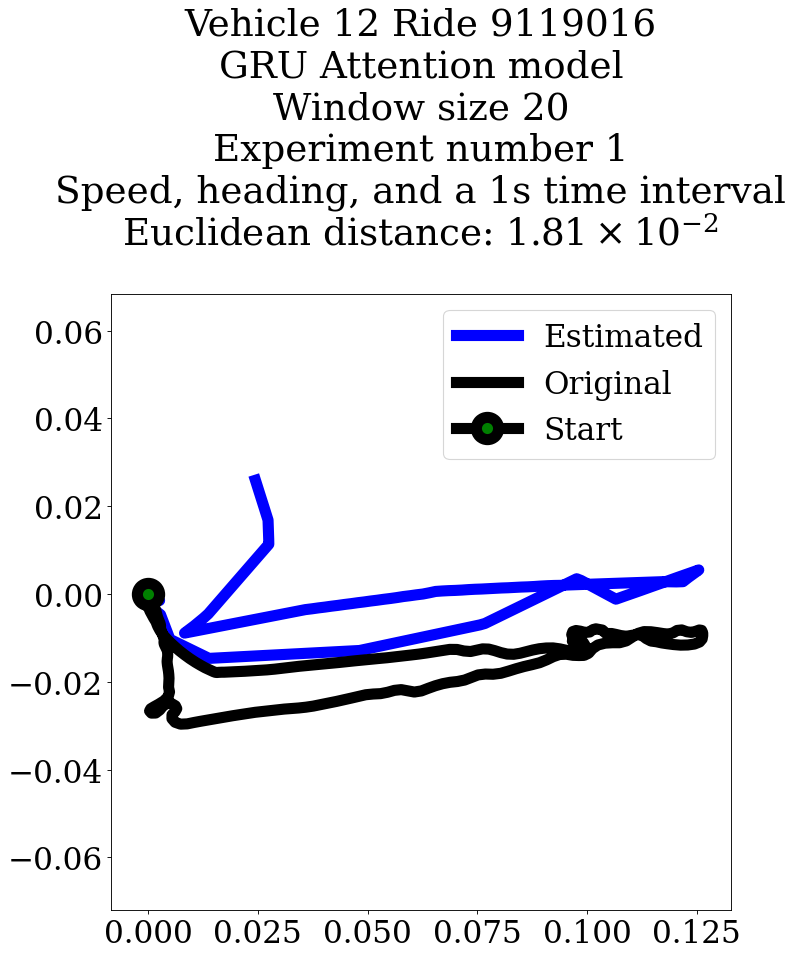 Vehicle 12 Ride 9119016
GRU Attention model
Window size 20
Experiment number 1
Speed, heading, and a 1s time interval
Euclidean distance: 1.81 × 10⁻²
Estimated
Original
Start
0.06
0.04
0.02
0.00
−0.02
−0.04
−0.06
0.000 0.025 0.050 0.075 0.100 0.125